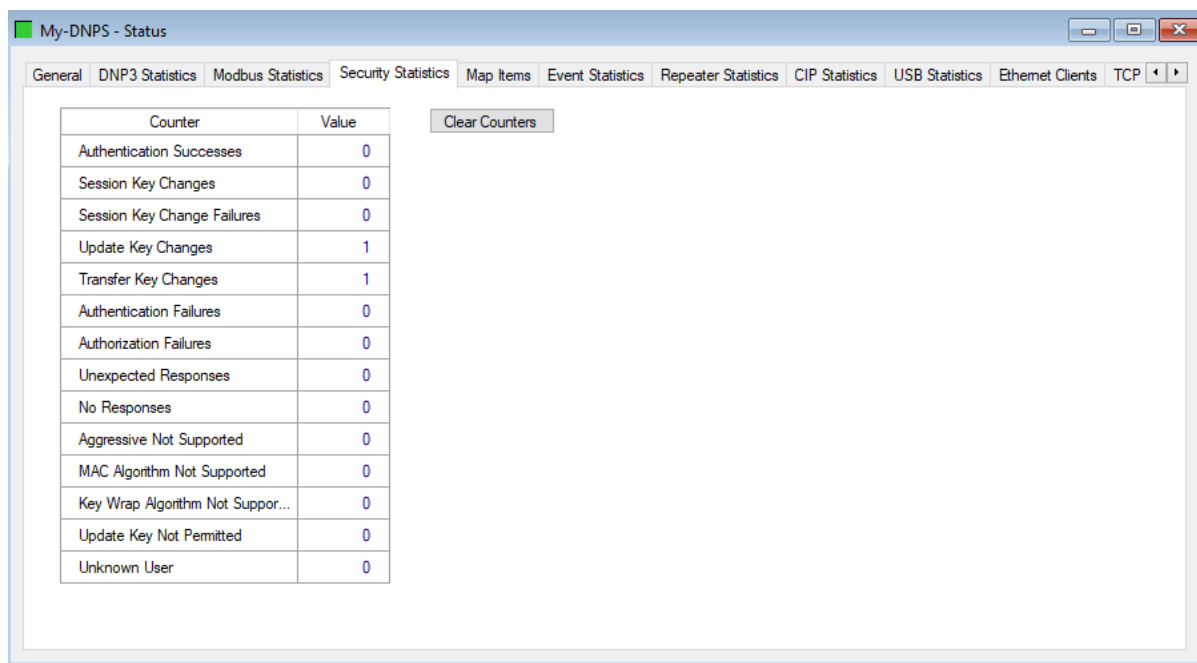 My-DNPS - Status
General DNP3 Statistics Modbus Statistics Security Statistics Map Items Event Statistics Repeater Statistics CIP Statistics USB Statistics Ethernet Clients TCP
Counter Value Clear Counters
Authentication Successes 0
Session Key Changes 0
Session Key Change Failures 0
Update Key Changes 1
Transfer Key Changes 1
Authentication Failures 0
Authorization Failures 0
Unexpected Responses 0
No Responses 0
Aggressive Not Supported 0
MAC Algorithm Not Supported 0
Key Wrap Algorithm Not Suppor... 0
Update Key Not Permitted 0
Unknown User 0